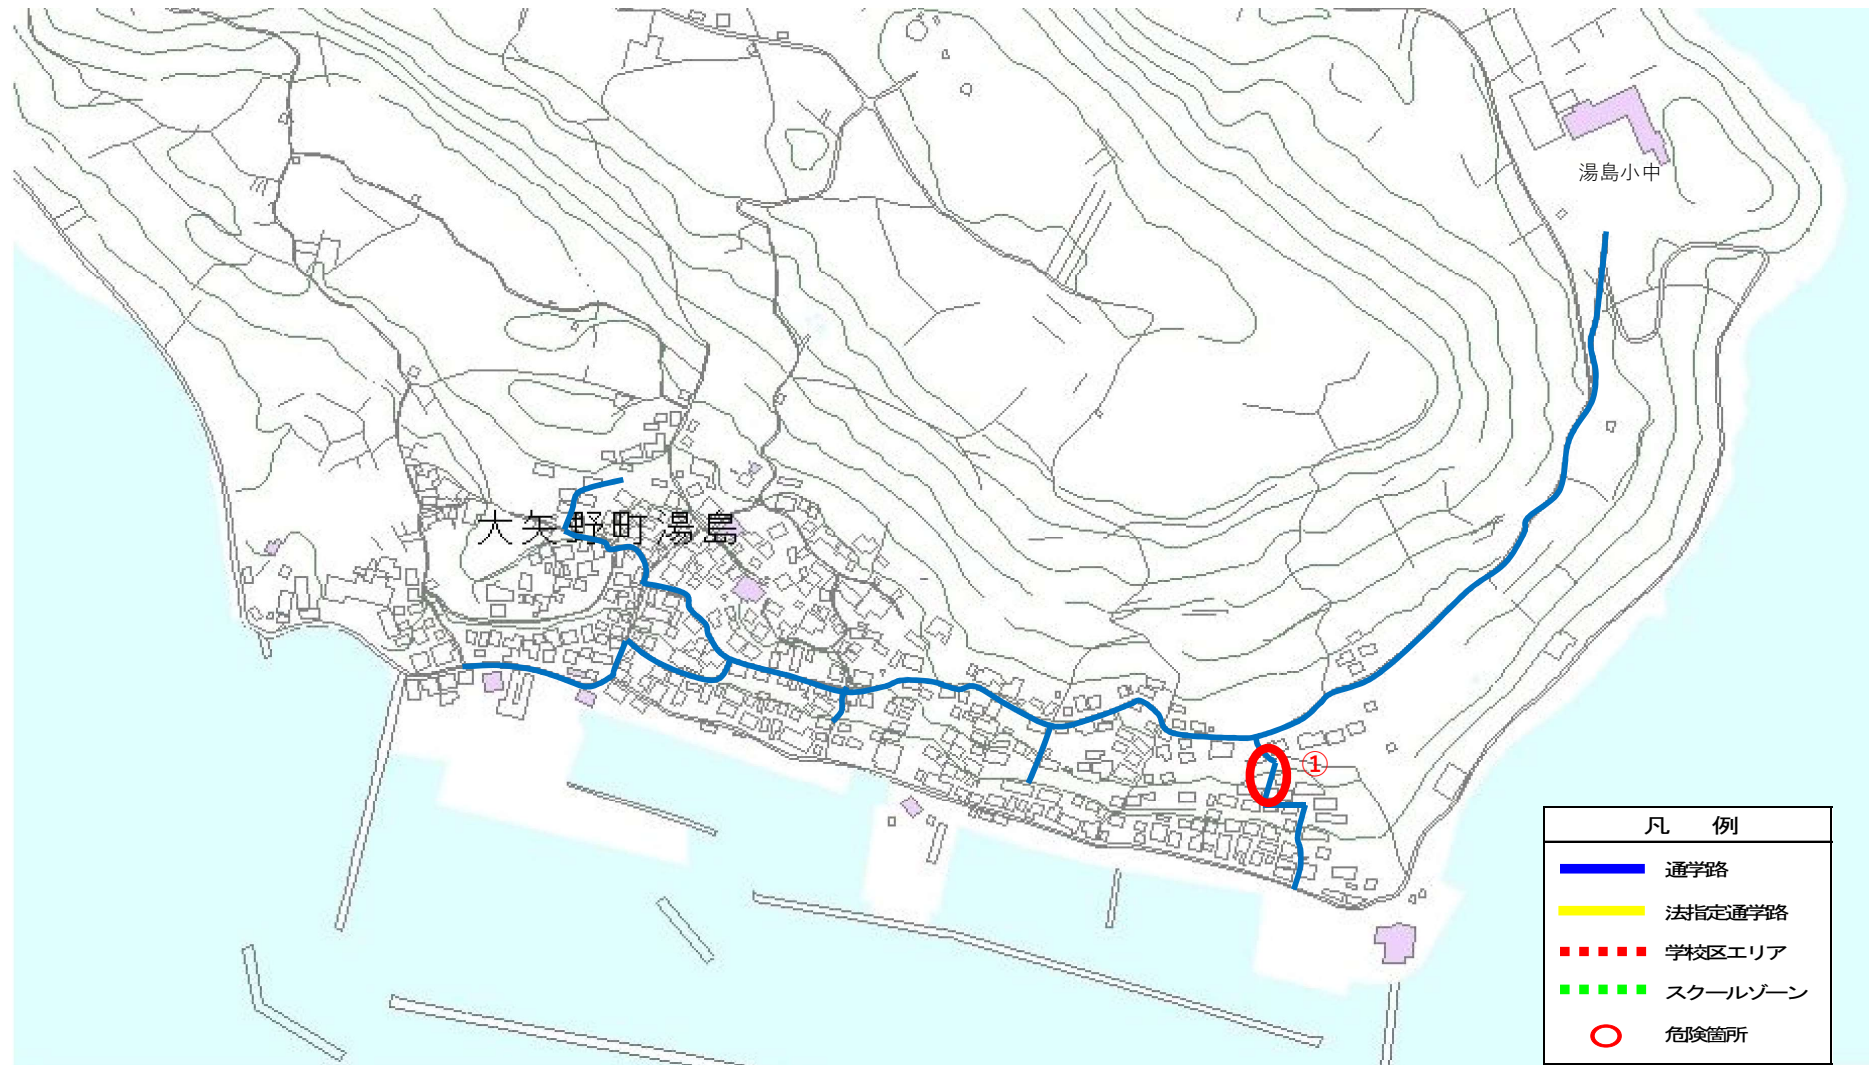 湯島小中
大矢野町湯島
①
凡 例
通学路
法指定通学路
学校区エリア
スクールゾーン
危険箇所